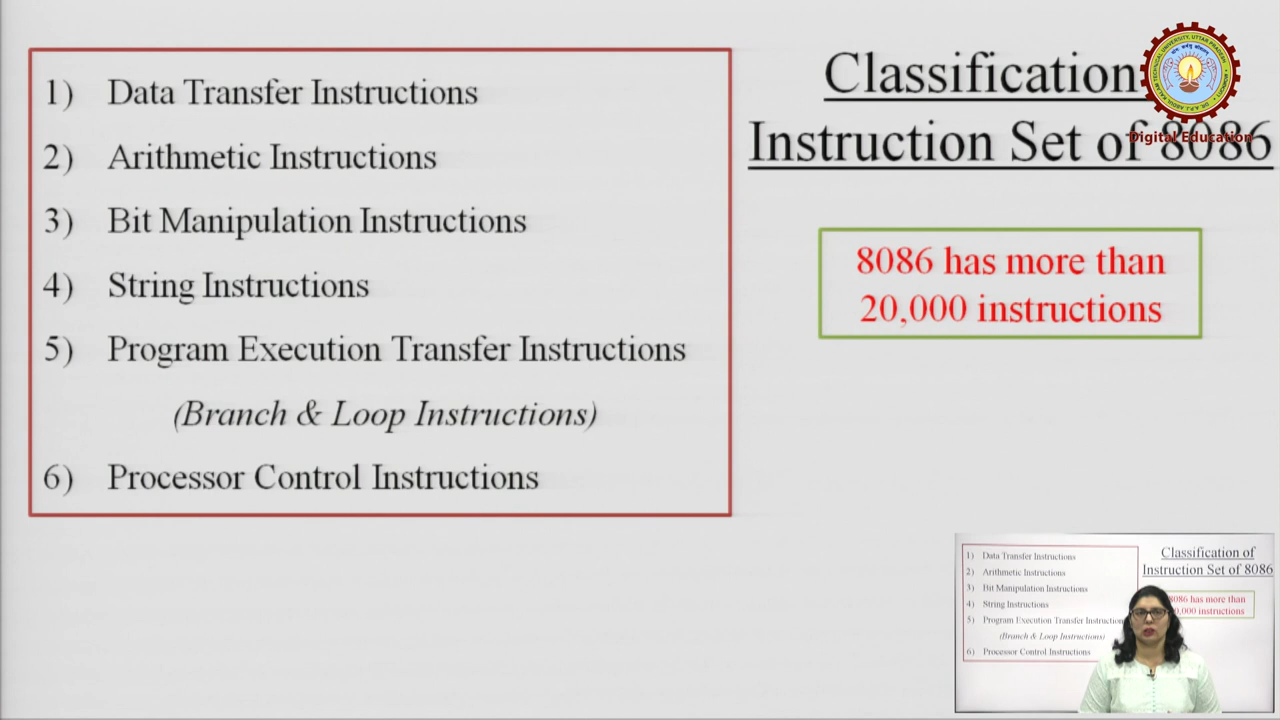 1) Data Transfer Instructions
2) Arithmetic Instructions
3) Bit Manipulation Instructions
4) String Instructions
5) Program Execution Transfer Instructions
(Branch & Loop Instructions)
6) Processor Control Instructions
Classification
Instruction Set of 8086
Digital Education
8086 has more than
20,000 instructions
1) Data Transfer Instructions
2) Arithmetic Instructions
3) Bit Manipulation Instructions
4) String Instructions
5) Program Execution Transfer Instruction
(Branch & Loop Instructions)
6) Processor Control Instructions
Classification of
Instruction Set of 8086
8086 has more than
,000 instructions